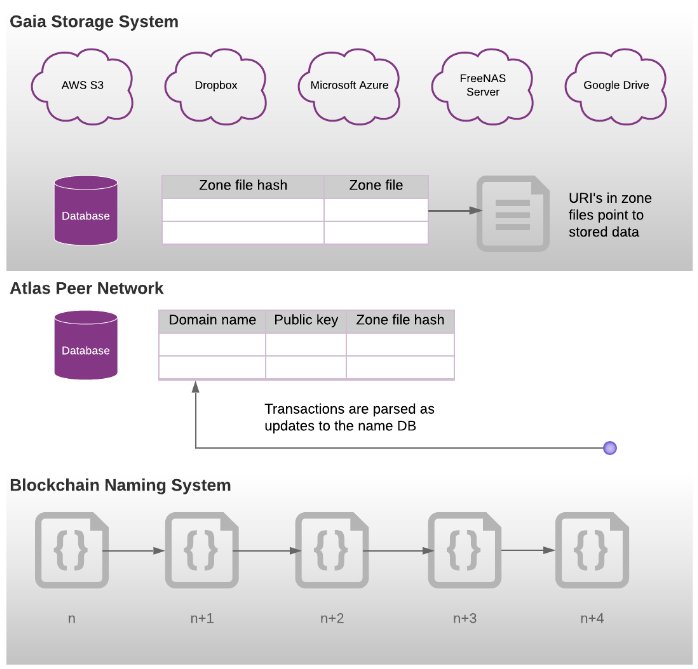 Gaia Storage System
AWS S3
Dropbox
Microsoft Azure
FreeNAS
Server
Google Drive
Database
Zone file hash
Zone file
URI's in zone
files point to
stored data
Atlas Peer Network
Database
Domain name
Public key
Zone file hash
Transactions are parsed as
updates to the name DB
Blockchain Naming System
{ }
{ }
{ }
{ }
{ }
n
n+1
n+2
n+3
n+4